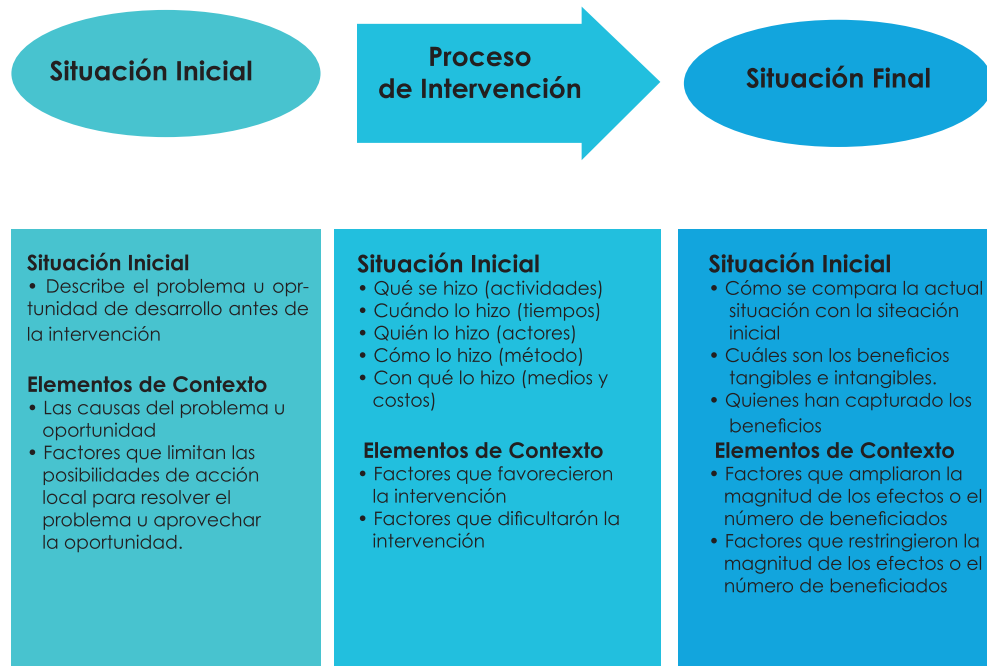 Situación Inicial
Proceso
de Intervención
Situación Final
Situación Inicial
• Describe el problema u opr-
tunidad de desarrollo antes de
la intervención
Elementos de Contexto
• Las causas del problema u
oportunidad
• Factores que limitan las
posibilidades de acción
local para resolver el
problema u aprovechar
la oportunidad.
Situación Inicial
• Qué se hizo (actividades)
• Cuándo lo hizo (tiempos)
• Quién lo hizo (actores)
• Cómo lo hizo (método)
• Con qué lo hizo (medios y
costos)
Elementos de Contexto
• Factores que favorecieron
la intervención
• Factores que dificultarón la
intervención
Situación Inicial
• Cómo se compara la actual
situación con la siteación
inicial
• Cuáles son los beneficios
tangibles e intangibles.
• Quienes han capturado los
beneficios
Elementos de Contexto
• Factores que ampliaron la
magnitud de los efectos o el
número de beneficiados
• Factores que restringieron la
magnitud de los efectos o el
número de beneficiados